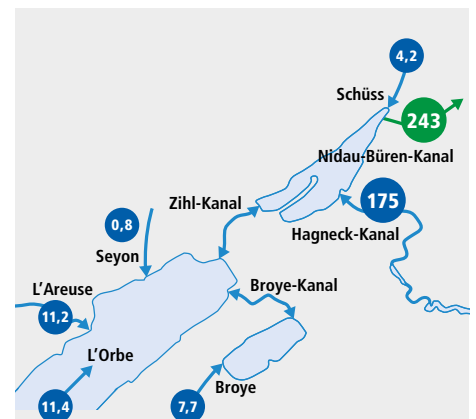 4,2
Schüss
243
Nidau-Büren-Kanal
Zihl-Kanal
175
0,8
Hagneck-Kanal
Seyon
L'Areuse
Broye-Kanal
11,2
L'Orbe
11,4
7,7
Broye